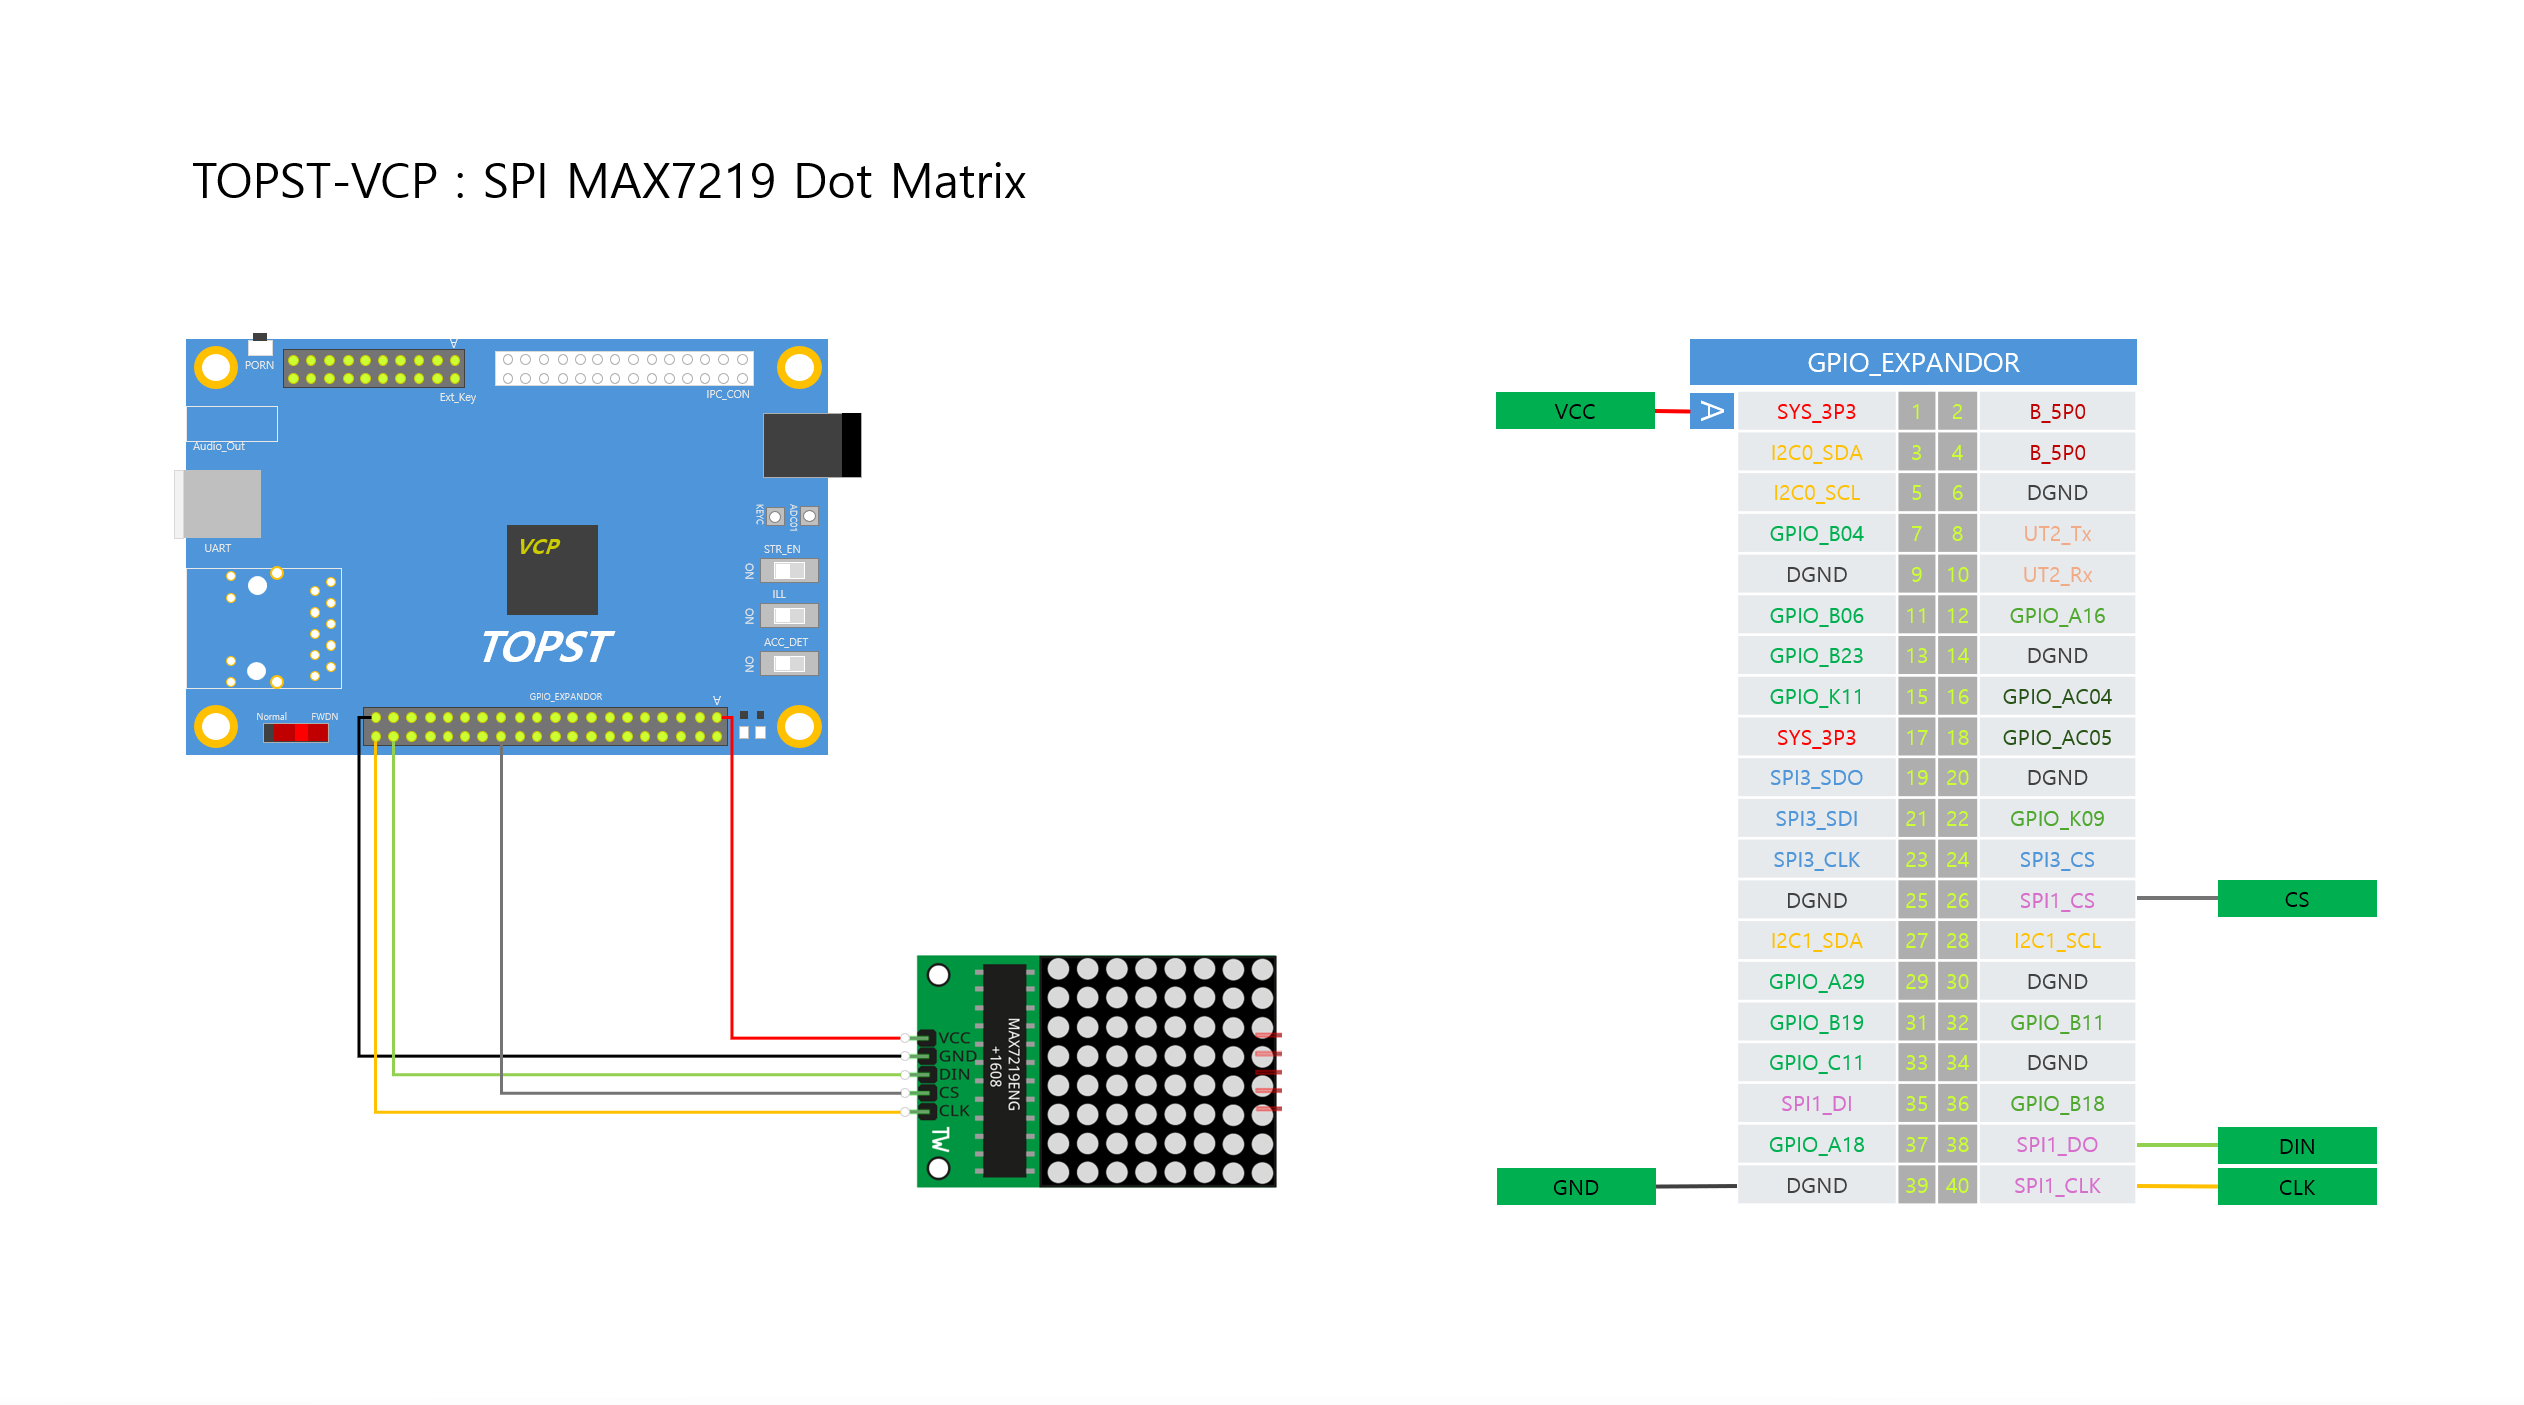 TOPST-VCP : SPI MAX7219 Dot Matrix
A
PORN
Ext_Key
IPC_CON
Audio_Out
UART
KEYC
ADC01
VCP
STR_EN
ON
ILL
ON
ACC_DET
ON
TOPST
GPIO_EXPANDOR
A
Normal FWDN
VCC
GND
DIN
CS
CLK
TW
MAX7219ENG
+1608
GPIO_EXPANDOR
VCC A SYS_3P3 1 2 B_5P0
I2C0_SDA 3 4 B_5P0
I2C0_SCL 5 6 DGND
GPIO_B04 7 8 UT2_Tx
DGND 9 10 UT2_Rx
GPIO_B06 11 12 GPIO_A16
GPIO_B23 13 14 DGND
GPIO_K11 15 16 GPIO_AC04
SYS_3P3 17 18 GPIO_AC05
SPI3_SDO 19 20 DGND
SPI3_SDI 21 22 GPIO_K09
SPI3_CLK 23 24 SPI3_CS
DGND 25 26 SPI1_CS CS
I2C1_SDA 27 28 I2C1_SCL
GPIO_A29 29 30 DGND
GPIO_B19 31 32 GPIO_B11
GPIO_C11 33 34 DGND
SPI1_DI 35 36 GPIO_B18
GPIO_A18 37 38 SPI1_DO DIN
GND DGND 39 40 SPI1_CLK CLK